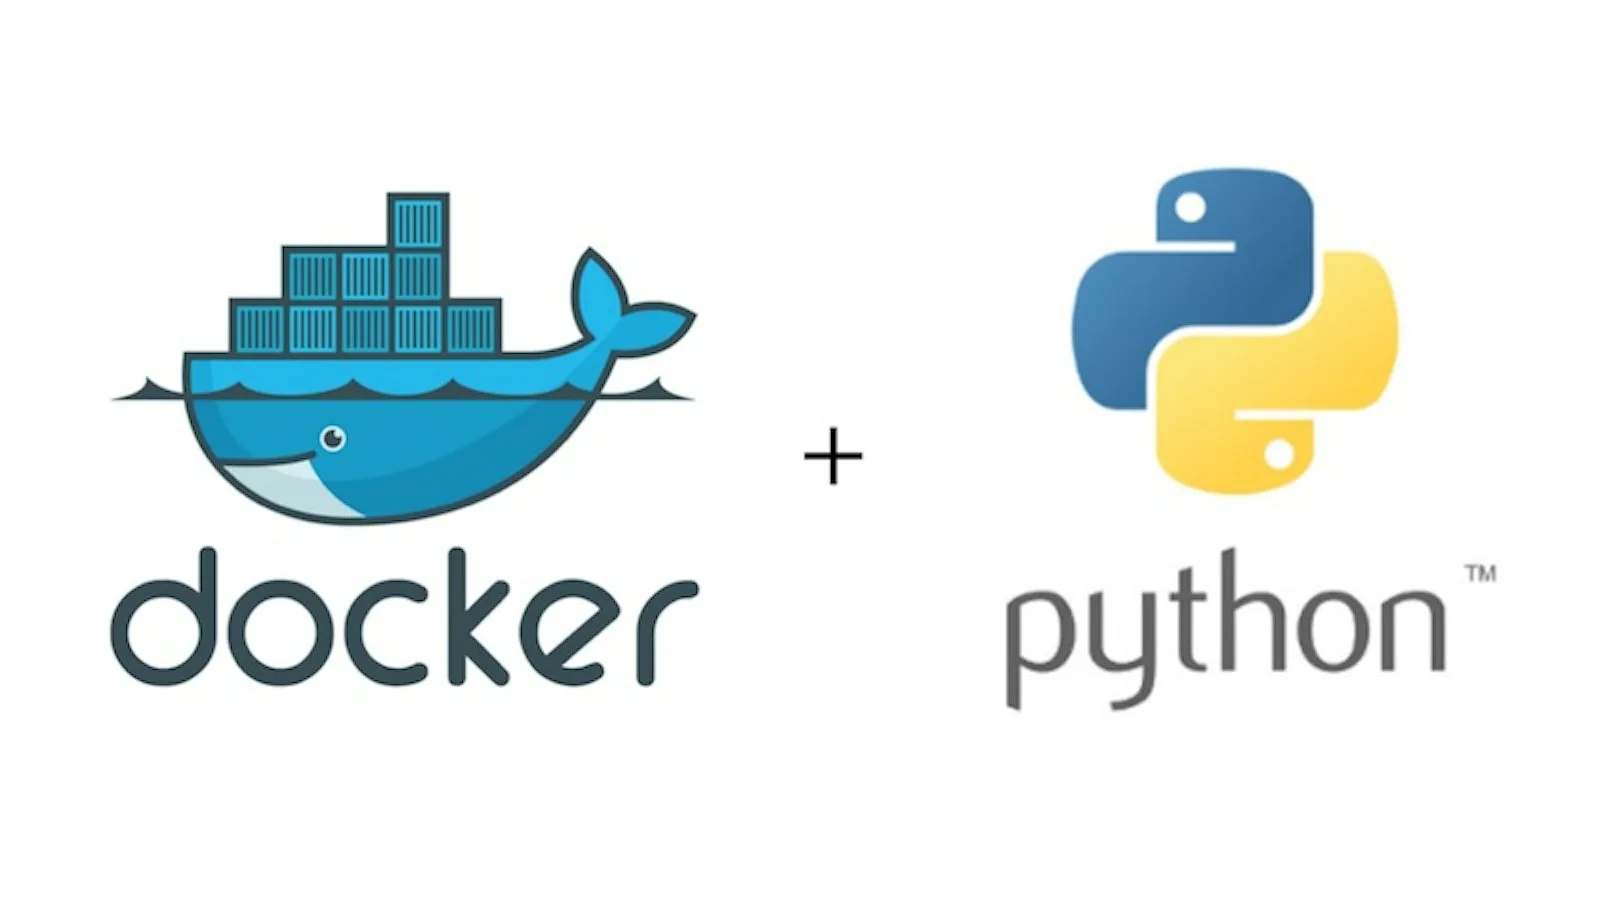 docker
+
python™